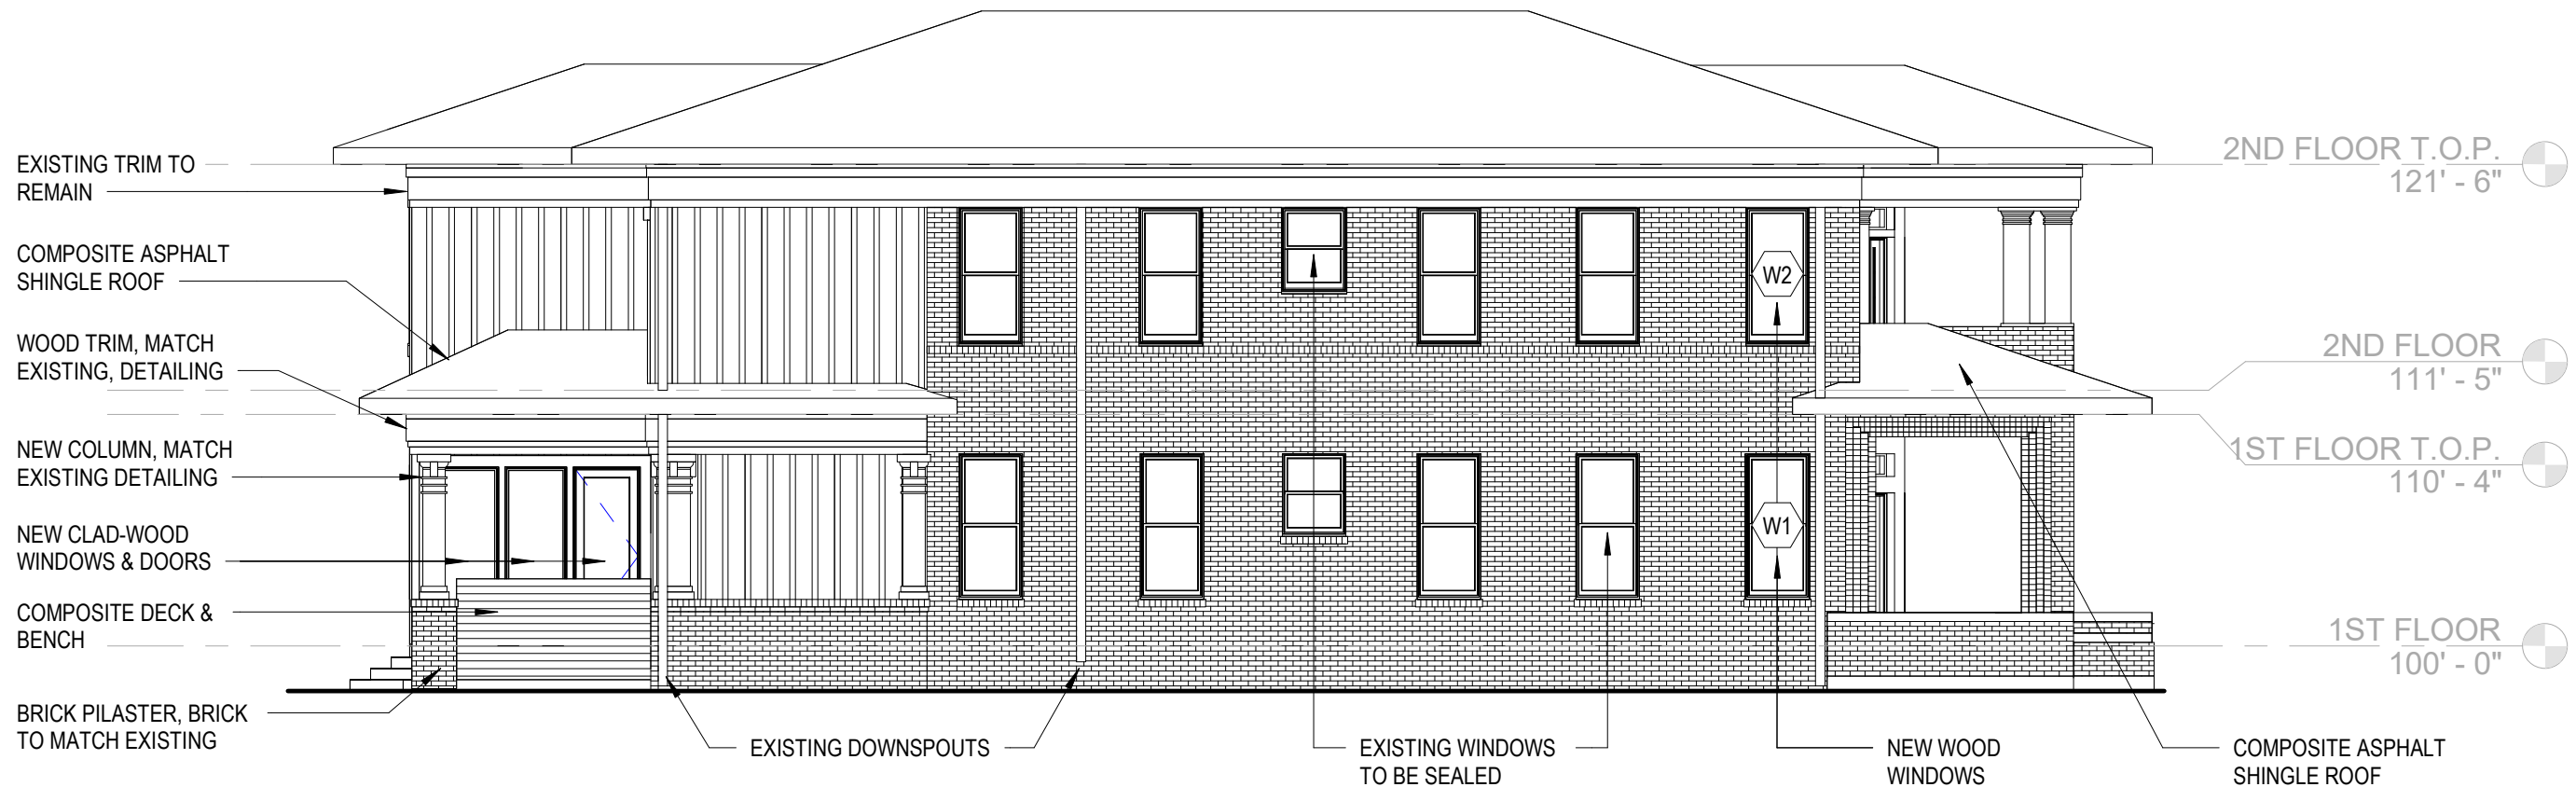 EXISTING TRIM TO
REMAIN
COMPOSITE ASPHALT
SHINGLE ROOF
WOOD TRIM, MATCH
EXISTING, DETAILING
NEW COLUMN, MATCH
EXISTING DETAILING
NEW CLAD-WOOD
WINDOWS & DOORS
COMPOSITE DECK &
BENCH
BRICK PILASTER, BRICK
TO MATCH EXISTING
EXISTING DOWNSPOUTS
EXISTING WINDOWS
TO BE SEALED
W2
W1
NEW WOOD
WINDOWS
COMPOSITE ASPHALT
SHINGLE ROOF
2ND FLOOR T.O.P.
121' - 6"
2ND FLOOR
111' - 5"
1ST FLOOR T.O.P.
110' - 4"
1ST FLOOR
100' - 0"